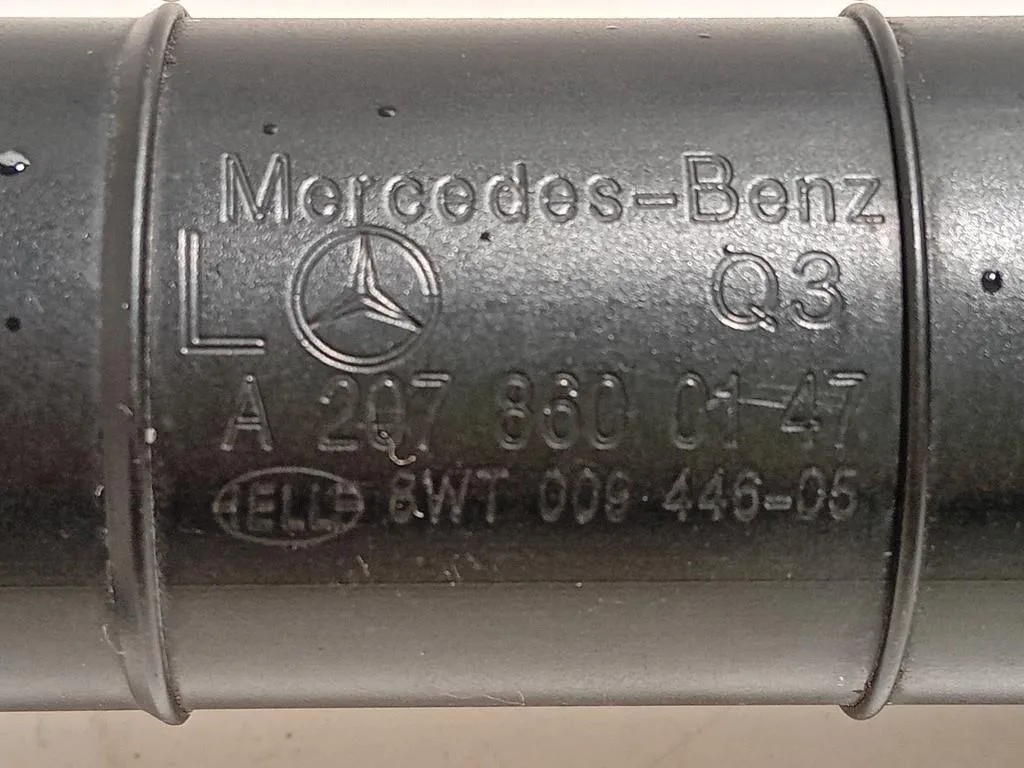 Mercedes-Benz
L Q3
A 207 860 01 47
HELLA 8WT 009 446-05